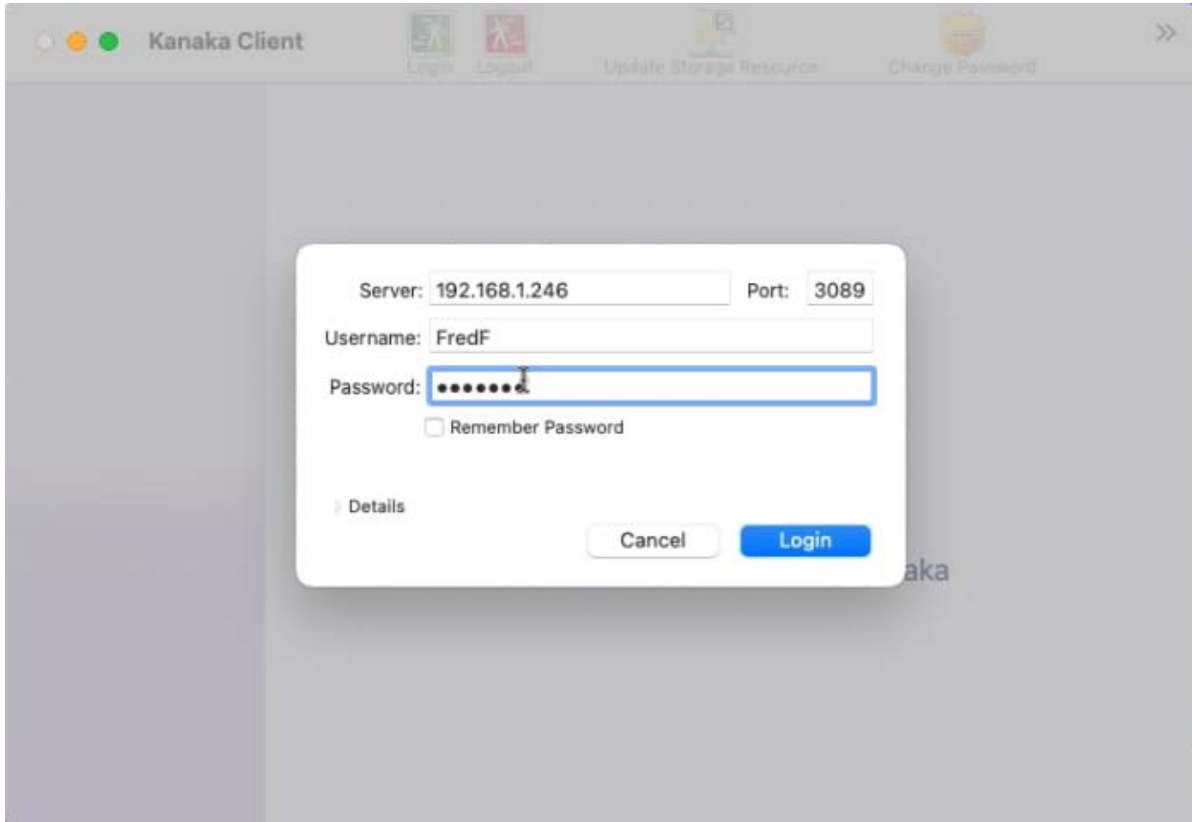 Kanaka Client
Login Logout Update Storage Resource Change Password
Server: 192.168.1.246 Port: 3089
Username: FredF
Password: •••••••
Remember Password
Details
Cancel Login
aka